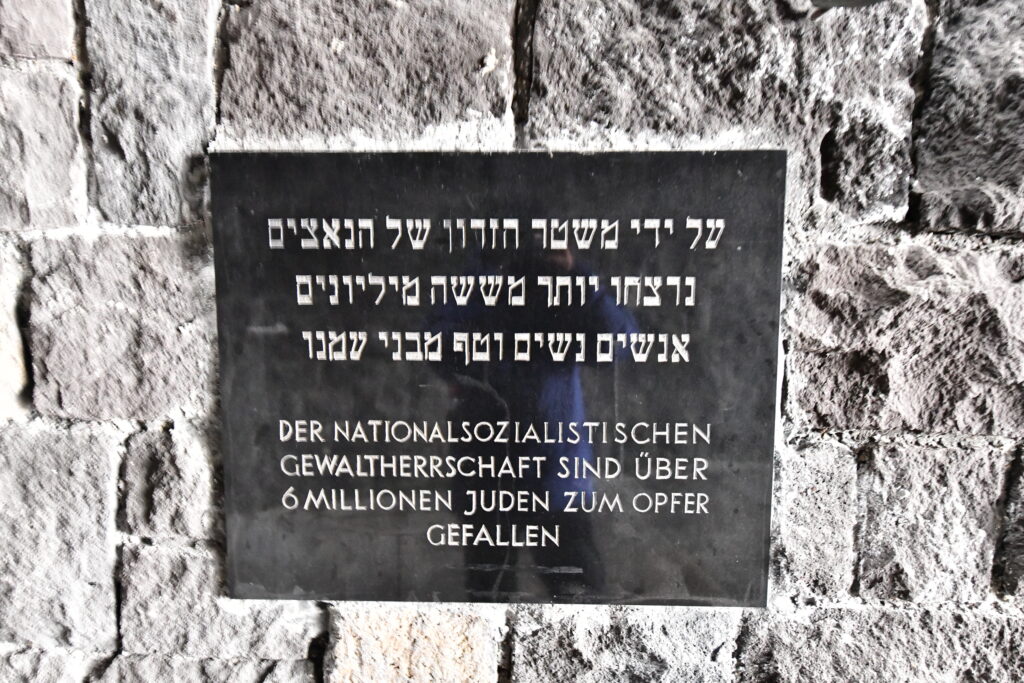 על ידי משטר הזדון של הנאצים
נרצחו יותר מששה מיליונים
אנשים נשים וטף מבני עמנו
DER NATIONALSOZIALISTISCHEN
GEWALTHERRSCHAFT SIND ÜBER
6 MILLIONEN JUDEN ZUM OPFER
GEFALLEN